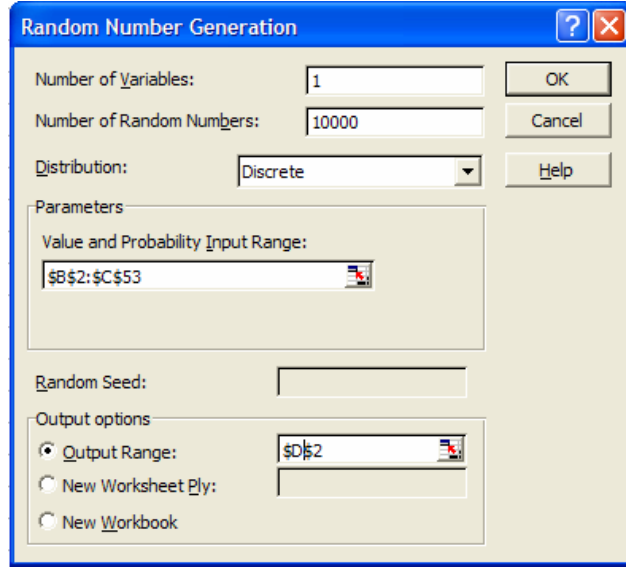 Random Number Generation
Number of Variables: 1 OK
Number of Random Numbers: 10000 Cancel
Distribution: Discrete Help
Parameters
Value and Probability Input Range:
$B$2:$C$53
Random Seed:
Output options
Output Range: $D$2
New Worksheet Ply:
New Workbook